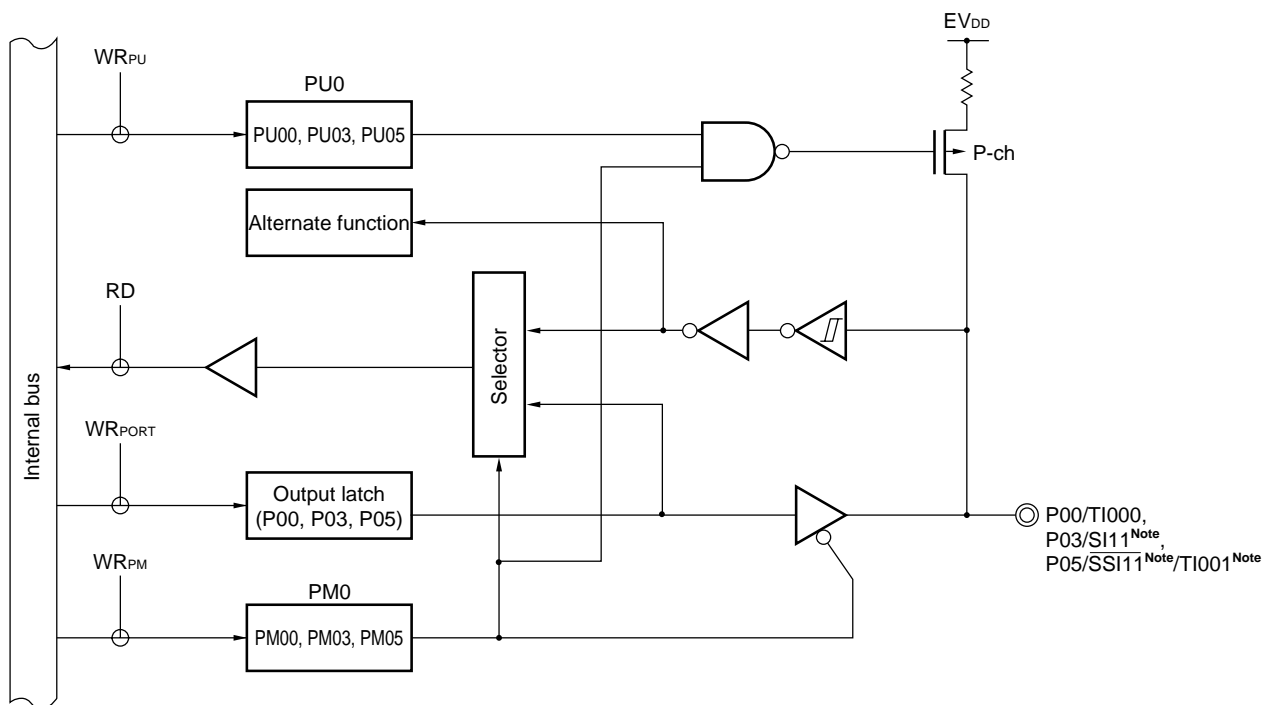 EVDD
WRPU
PU0
PU00, PU03, PU05
P-ch
Alternate function
RD
Selector
Internal bus
WRPORT
Output latch
(P00, P03, P05)
P00/TI000,
P03/SI11Note,
P05/SSI11Note/TI001Note
WRPM
PM0
PM00, PM03, PM05